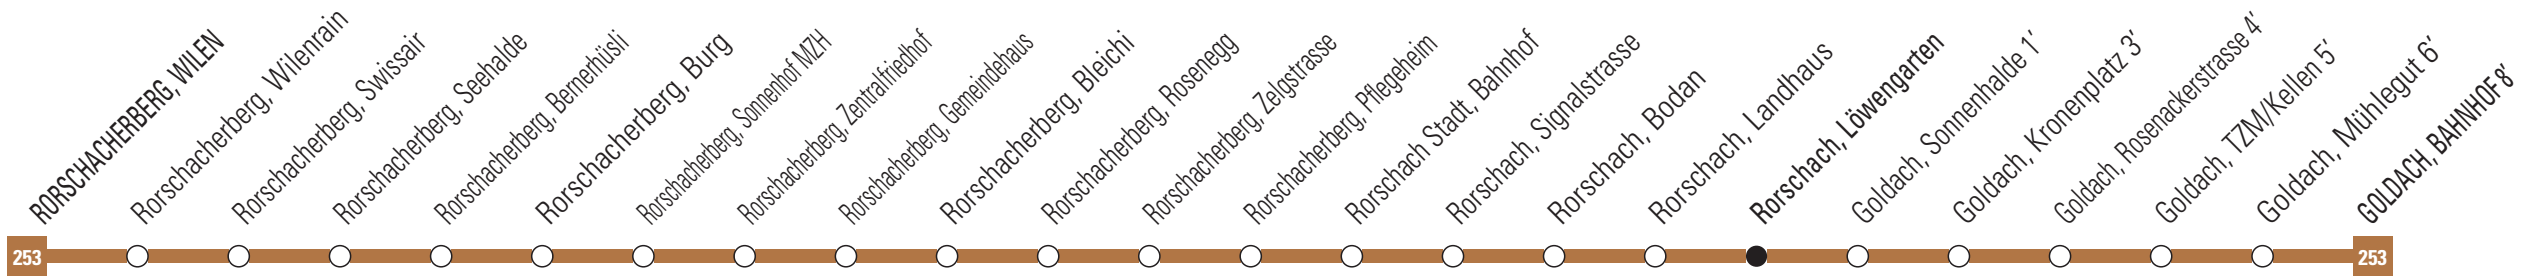 RORSCHACHERBERG, WILEN
Rorschacherberg, Wilenrain
Rorschacherberg, Swissair
Rorschacherberg, Seehalde
Rorschacherberg, Bernerhüsli
Rorschacherberg, Burg
Rorschacherberg, Sonnenhof MZH
Rorschacherberg, Zentralfriedhof
Rorschacherberg, Gemeindehaus
Rorschacherberg, Bleichi
Rorschacherberg, Rosenegg
Rorschacherberg, Zelgstrasse
Rorschacherberg, Pflegeheim
Rorschach Stadt, Bahnhof
Rorschach, Signalstrasse
Rorschach, Bodan
Rorschach, Landhaus
Rorschach, Löwengarten
Goldach, Sonnenhalde 1'
Goldach, Kronenplatz 3'
Goldach, Rosenackerstrasse 4'
Goldach, TZM/Kellen 5'
Goldach, Mühlegut 6'
GOLDACH, BAHNHOF 8'
253
253